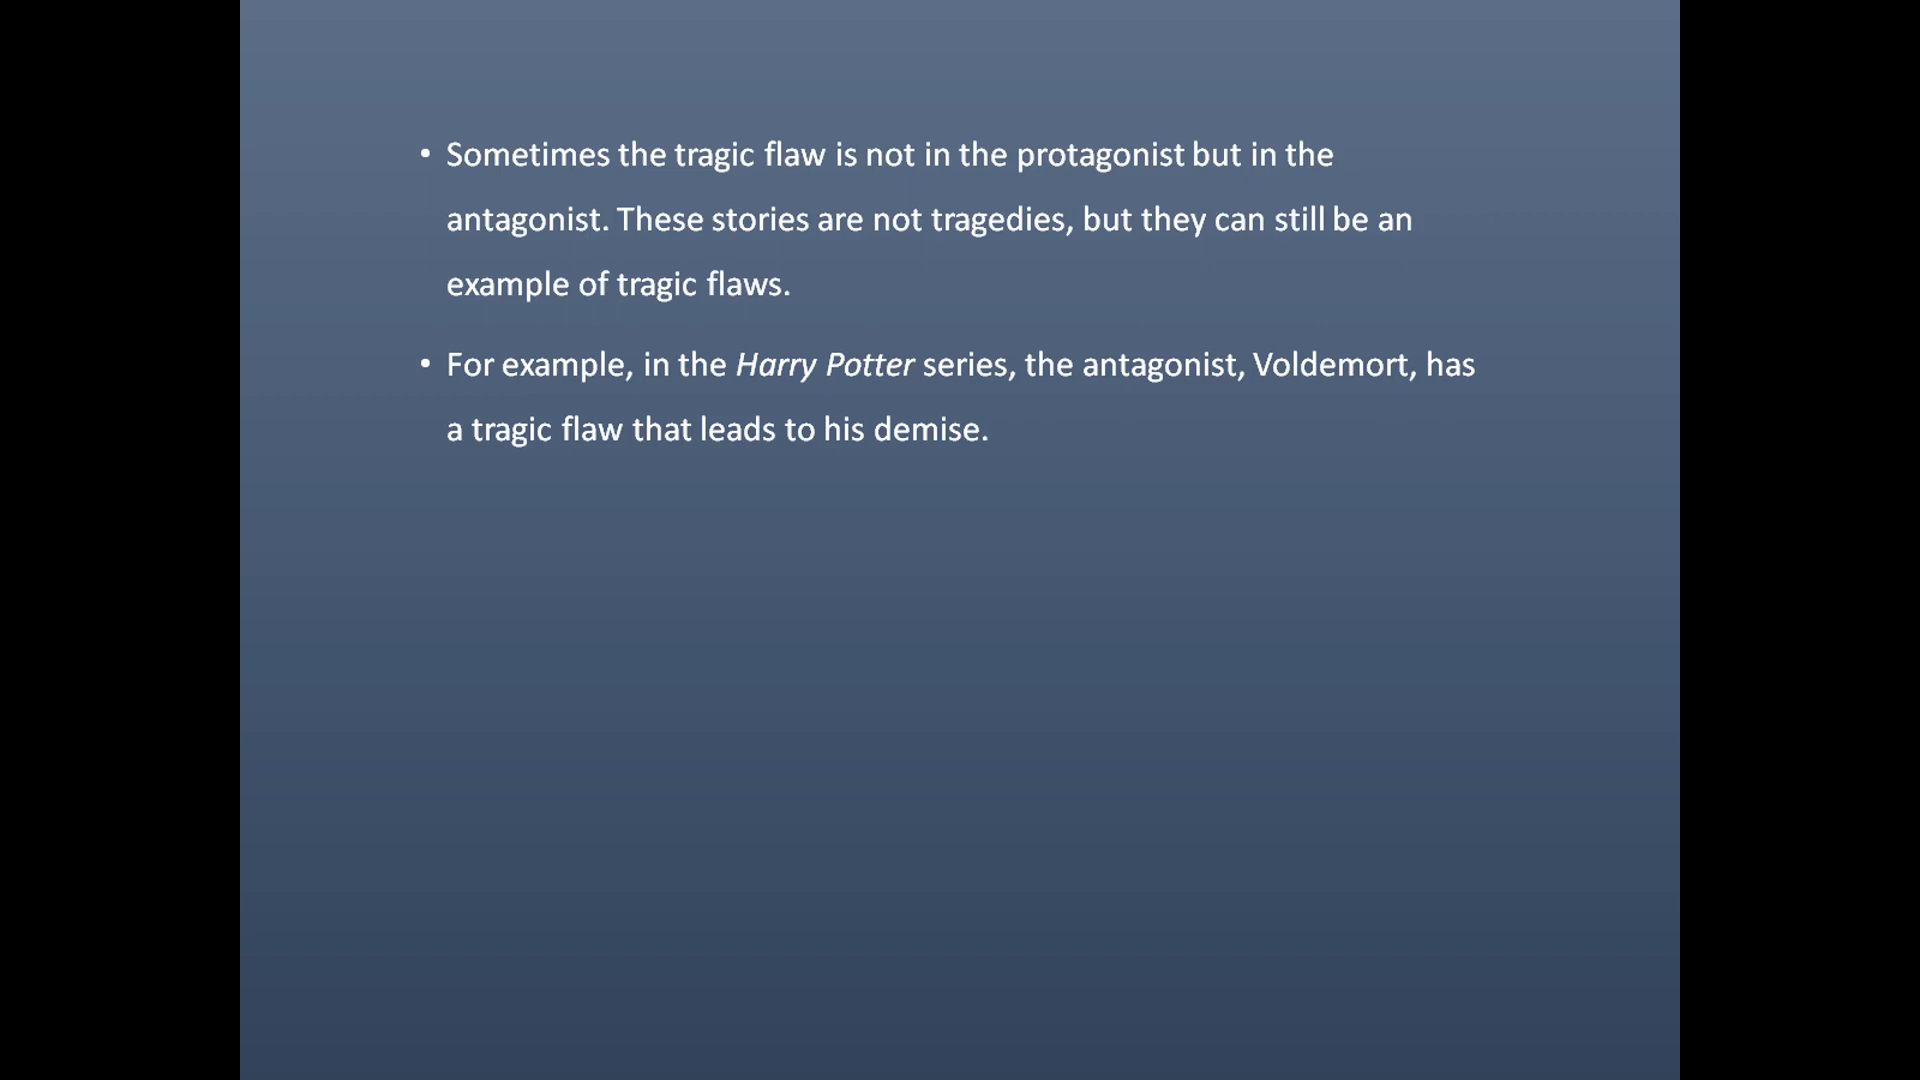 • Sometimes the tragic flaw is not in the protagonist but in the
antagonist. These stories are not tragedies, but they can still be an
example of tragic flaws.
• For example, in the Harry Potter series, the antagonist, Voldemort, has
a tragic flaw that leads to his demise.